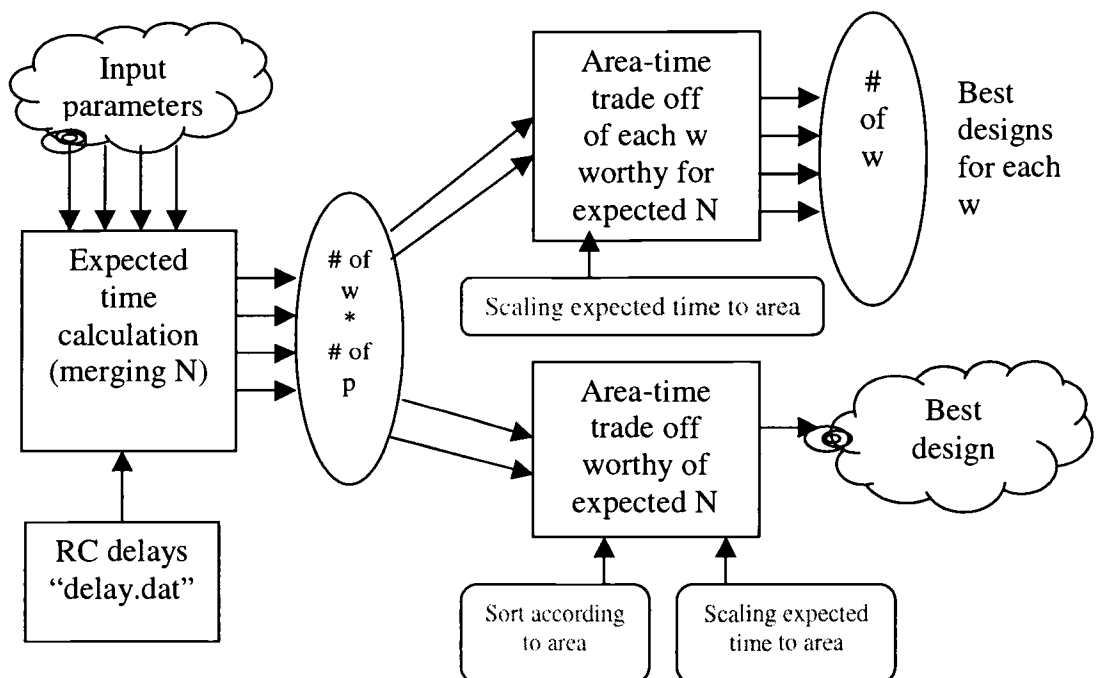 Input
parameters
Expected
time
calculation
(merging N)
RC delays
“delay.dat”
# of
w
*
# of
p
Area-time
trade off
of each w
worthy for
expected N
Scaling expected time to area
#
of
w
Best
designs
for each
w
Area-time
trade off
worthy of
expected N
Sort according
to area
Scaling expected
time to area
Best
design